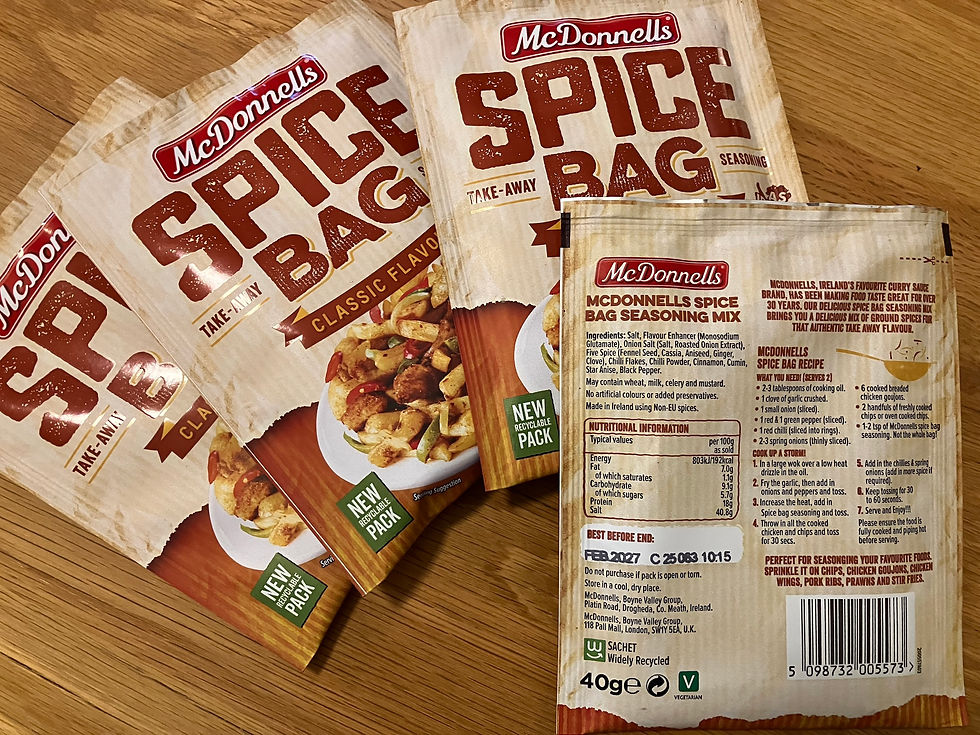 McDon
SP
B
TAKE-AWAY
CLA
NEW
RECYCLABLE
PACK
McDonnells
SPICE
BAG
TAKE-AWAY
CLASSIC FLAVO
Serving Suggestion
NEW
RECYCLABLE
PACK
McDonnells
SPICE
BAG
TAKE-AWAY
SEASONING
NEW
RECYCLABLE
PACK
McDonnells
MCDONNELLS SPICE
BAG SEASONING MIX
Ingredients: Salt, Flavour Enhancer (Monosodium
Glutamate), Onion Salt (Salt, Roasted Onion Extract),
Five Spice (Fennel Seed, Cassia, Aniseed, Ginger,
Clove), Chilli Flakes, Chilli Powder, Cinnamon, Cumin,
Star Anise, Black Pepper.
May contain wheat, milk, celery and mustard.
No artificial colours or added preservatives.
Made in Ireland using Non-EU spices.
NUTRITIONAL INFORMATION
Typical values per 100g
as sold
Energy 803kJ/192kcal
Fat 7.0g
of which saturates 1.1g
Carbohydrate 9.1g
of which sugars 5.7g
Protein 18g
Salt 40.8g
BEST BEFORE END:
FEB 2027 C 25083 10:15
Do not purchase if pack is open or torn.
Store in a cool, dry place.
McDonnells, Boyne Valley Group,
Platin Road, Drogheda, Co. Meath, Ireland.
McDonnells, Boyne Valley Group,
118 Pall Mall, London, SW1Y 5EA, U.K.
SACHET
Widely Recycled
40g e
V
VEGETARIAN
MCDONNELLS, IRELAND'S FAVOURITE CURRY SAUCE
BRAND, HAS BEEN MAKING FOOD TASTE GREAT FOR OVER
30 YEARS. OUR DELICIOUS SPICE BAG SEASONING MIX
BRINGS YOU A DELICIOUS MIX OF GROUND SPICES FOR
THAT AUTHENTIC TAKE AWAY FLAVOUR.
MCDONNELLS
SPICE BAG RECIPE
WHAT YOU NEED! (SERVES 2)
• 2-3 tablespoons of cooking oil.
• 1 clove of garlic crushed.
• 1 small onion (sliced).
• 1 red & 1 green pepper (sliced).
• 1 red chilli (sliced into rings).
• 2-3 spring onions (thinly sliced).
• 6 cooked breaded
chicken goujons.
• 2 handfuls of freshly cooked
chips or oven cooked chips.
• 1-2 tsp of McDonnells spice bag
seasoning. Not the whole bag!
COOK UP A STORM!
1. In a large wok over a low heat
drizzle in the oil.
2. Fry the garlic, then add in
onions and peppers and toss.
3. Increase the heat, add in
Spice bag seasoning and toss.
4. Throw in all the cooked
chicken and chips and toss
for 30 secs.
5. Add in the chillies & spring
onions (add in more spice if
required).
6. Keep tossing for 30
to 60 seconds.
7. Serve and Enjoy!!!
Please ensure the food is
fully cooked and piping hot
before serving.
PERFECT FOR SEASONGING YOUR FAVOURITE FOODS.
SPRINKLE IT ON CHIPS, CHICKEN GOUJONS, CHICKEN
WINGS, PORK RIBS, PRAWNS AND STIR FRIES.
5 098732 005573